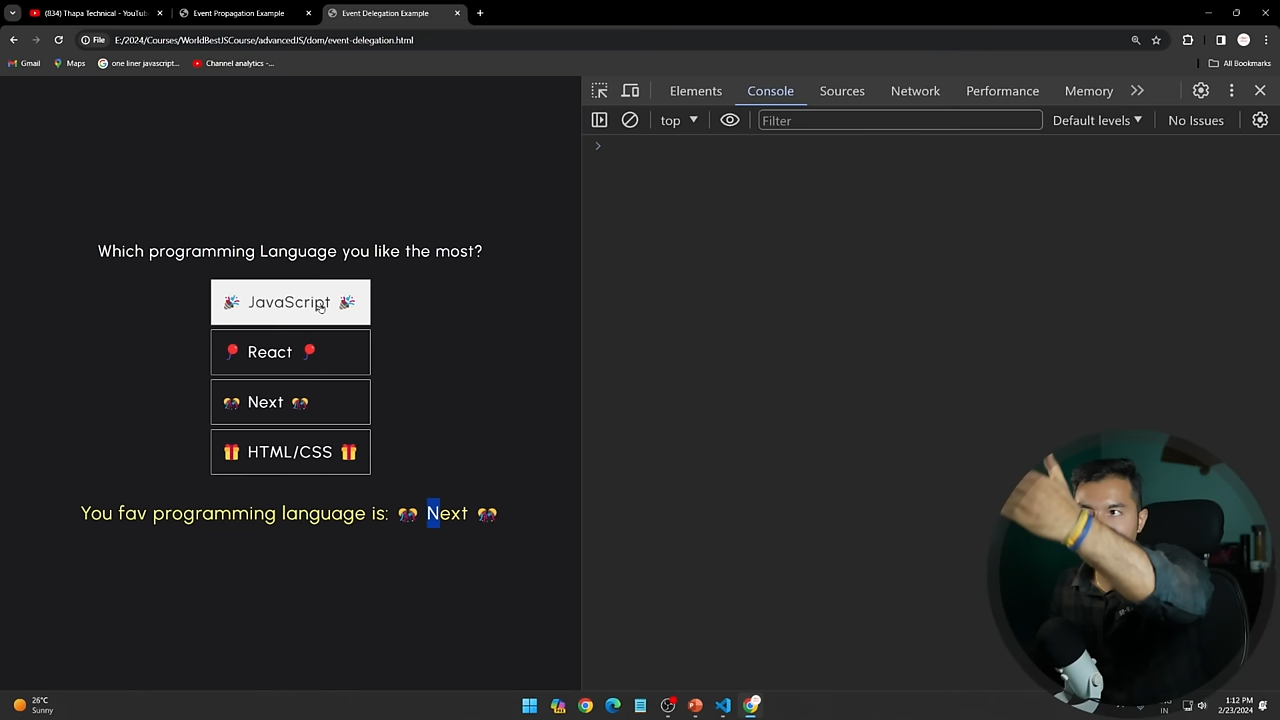 (834) Thapa Technical - YouTub
Event Propagation Example
Event Delegation Example
File
E:/2024/Courses/WorldBestJSCourse/advancedJS/dom/event-delegation.html
Gmail
Maps
one liner javascript...
Channel analytics -...
All Bookmarks
Elements
Console
Sources
Network
Performance
Memory
top
Filter
Default levels
No Issues
Which programming Language you like the most?
🎉 JavaScript 🎉
🎈 React 🎈
🎊 Next 🎊
🎁 HTML/CSS 🎁
You fav programming language is: 🎊 Next 🎊
26°C
Sunny
IN
1:12 PM
2/23/2024